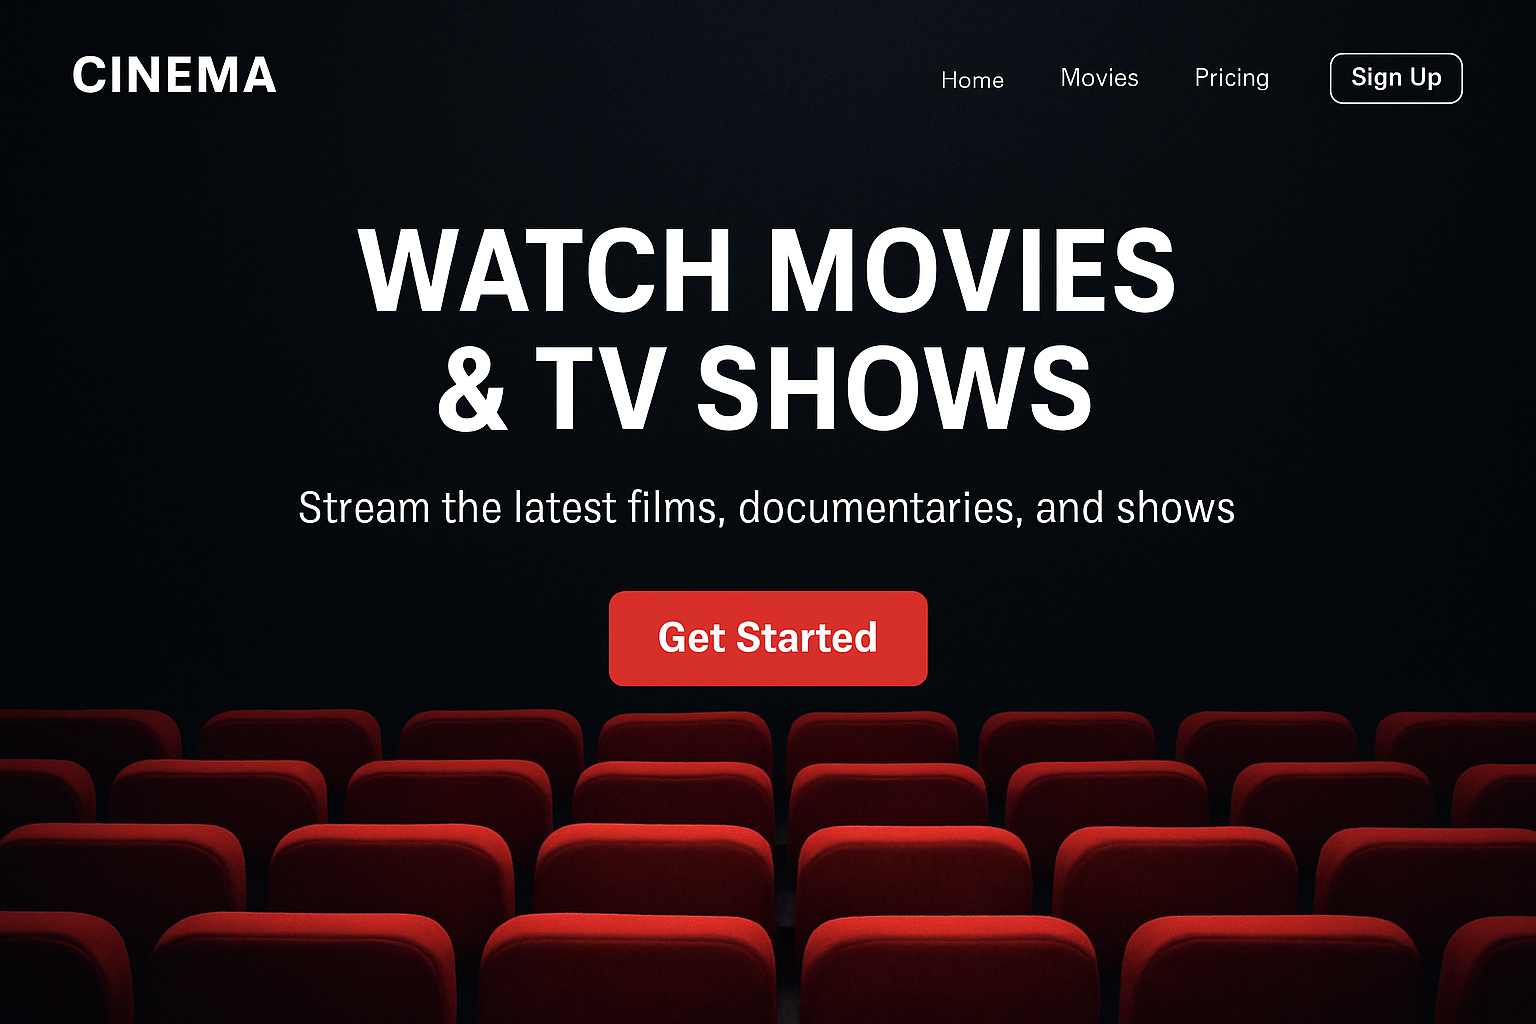 CINEMA
Home Movies Pricing Sign Up
WATCH MOVIES
& TV SHOWS
Stream the latest films, documentaries, and shows
Get Started